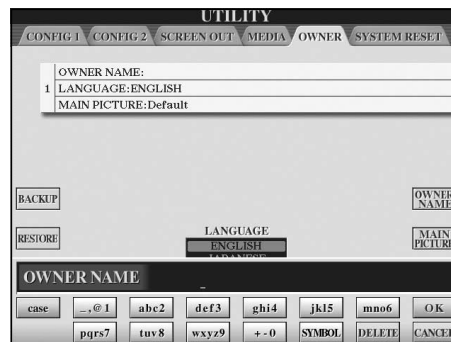 UTILITY
CONFIG 1 CONFIG 2 SCREEN OUT MEDIA OWNER SYSTEM RESET
OWNER NAME:
1 LANGUAGE:ENGLISH
MAIN PICTURE:Default
BACKUP
OWNER NAME
RESTORE
LANGUAGE
ENGLISH
JAPANESE
MAIN PICTURE
OWNER NAME _
case _,@1 abc2 def3 ghi4 jkl5 mno6 OK
pqrs7 tuv8 wxyz9 +-0 SYMBOL DELETE CANCEL